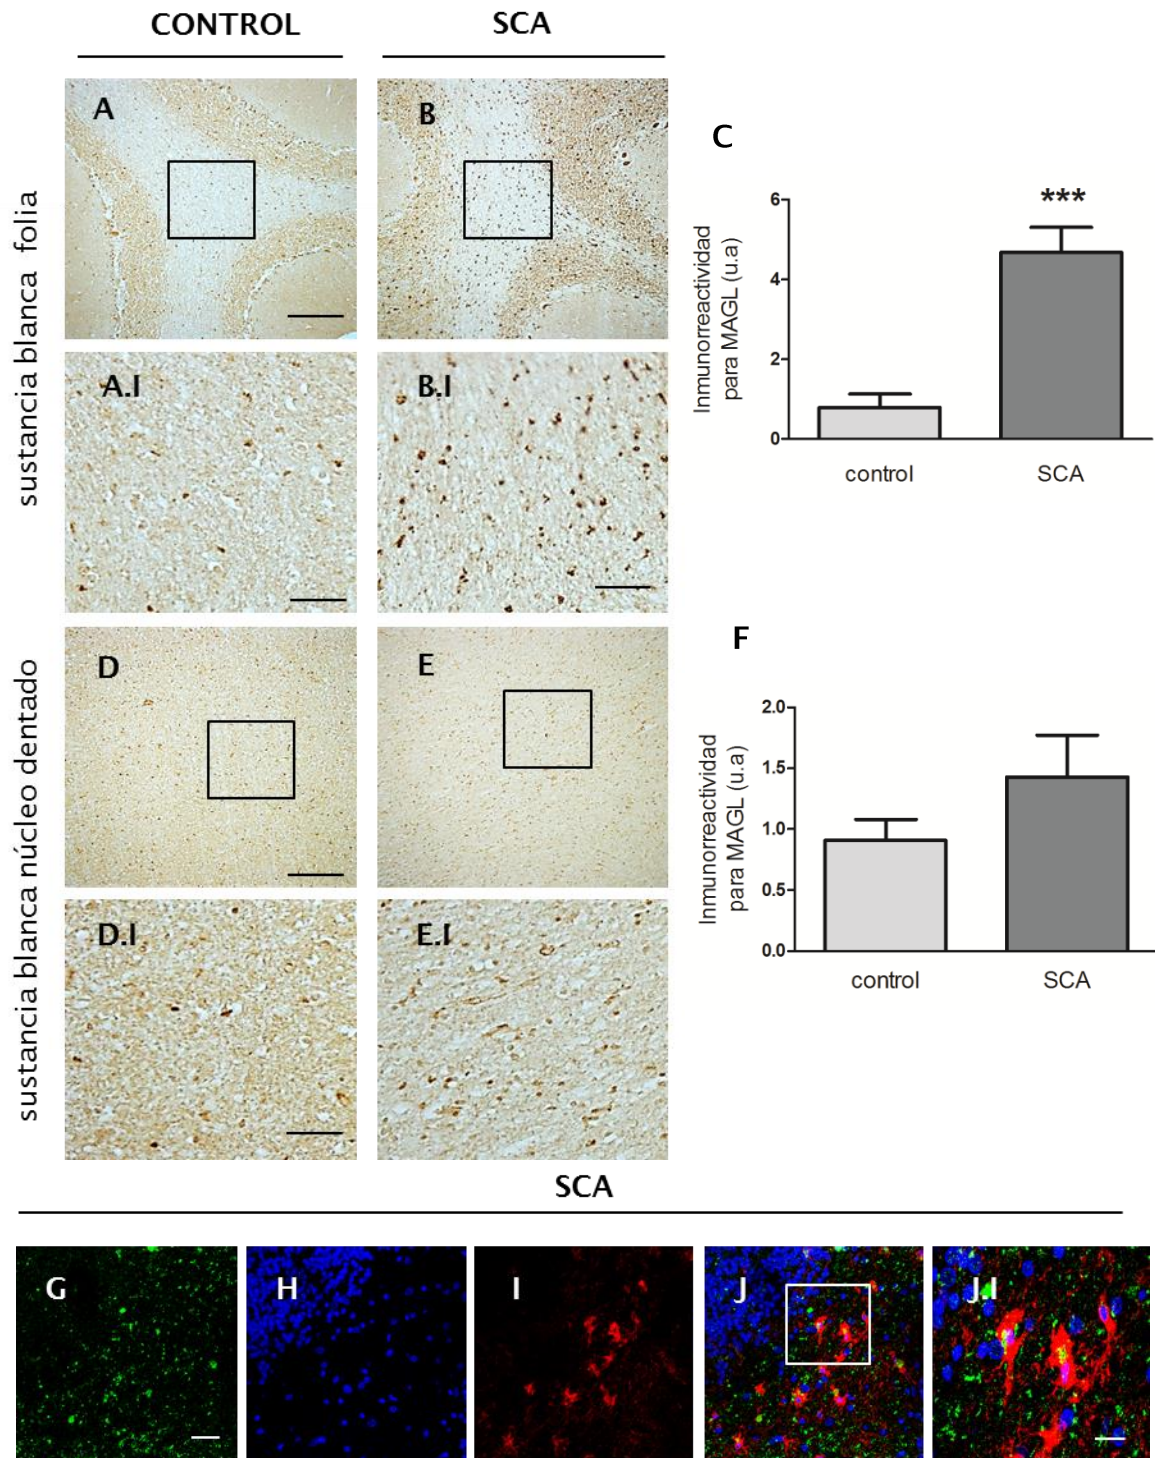 CONTROL
SCA
sustancia blanca folia
A
B
A.I
B.I
C
Inmunorreactividad
para MAGL (u.a)
6
4
2
0
***
control
SCA
sustancia blanca núcleo dentado
D
E
D.I
E.I
F
Inmunorreactividad
para MAGL (u.a)
2.0
1.5
1.0
0.5
0.0
control
SCA
SCA
G
H
I
J
J.I